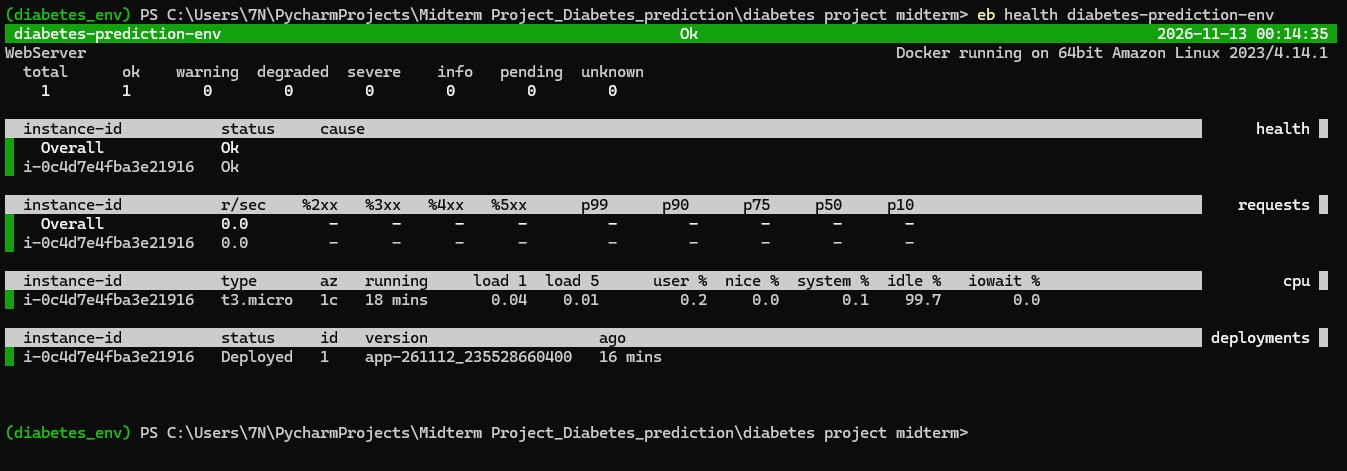 (diabetes_env) PS C:\Users\7N\PycharmProjects\Midterm Project_Diabetes_prediction\diabetes project midterm> eb health diabetes-prediction-env
diabetes-prediction-env Ok 2026-11-13 00:14:35
WebServer Docker running on 64bit Amazon Linux 2023/4.14.1
total ok warning degraded severe info pending unknown
1 1 0 0 0 0 0 0
instance-id status cause health
Overall Ok
i-0c4d7e4fba3e21916 Ok
instance-id r/sec %2xx %3xx %4xx %5xx p99 p90 p75 p50 p10 requests
Overall 0.0 - - - - - - - - -
i-0c4d7e4fba3e21916 0.0 - - - - - - - - -
instance-id type az running load 1 load 5 user % nice % system % idle % iowait % cpu
i-0c4d7e4fba3e21916 t3.micro 1c 18 mins 0.04 0.01 0.2 0.0 0.1 99.7 0.0
instance-id status id version ago deployments
i-0c4d7e4fba3e21916 Deployed 1 app-261112_235528660400 16 mins
(diabetes_env) PS C:\Users\7N\PycharmProjects\Midterm Project_Diabetes_prediction\diabetes project midterm>